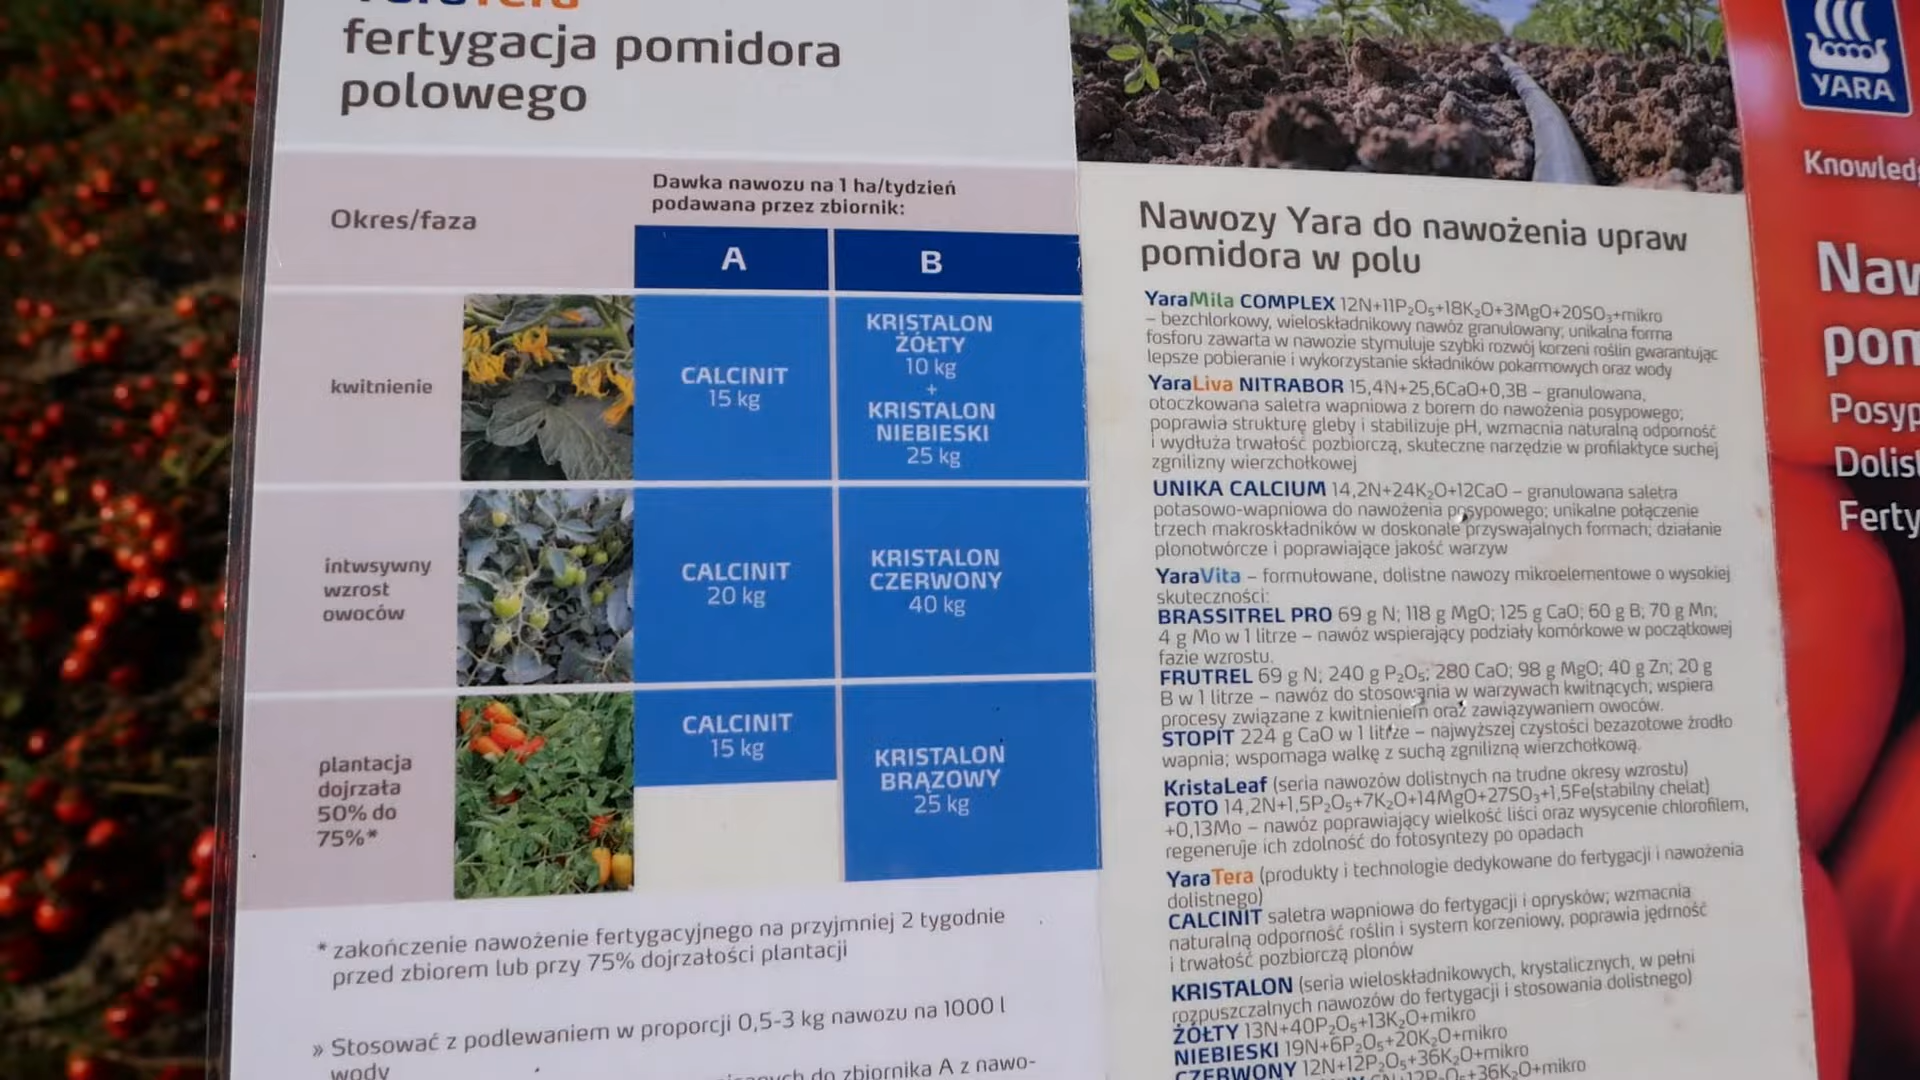 YaraTera
fertygacja pomidora
polowego
Okres/faza
Dawka nawozu na 1 ha/tydzień
podawana przez zbiornik:
A
B
kwitnienie
CALCINIT
15 kg
KRISTALON
ŻÓŁTY
10 kg
+
KRISTALON
NIEBIESKI
25 kg
intwsywny
wzrost
owoców
CALCINIT
20 kg
KRISTALON
CZERWONY
40 kg
plantacja
dojrzała
50% do
75%*
CALCINIT
15 kg
KRISTALON
BRĄZOWY
25 kg
* zakończenie nawożenie fertygacyjnego na przyjmniej 2 tygodnie
przed zbiorem lub przy 75% dojrzałości plantacji
» Stosować z podlewaniem w proporcji 0,5-3 kg nawozu na 1000 l
wody
do zbiornika A z nawo-
Nawozy Yara do nawożenia upraw
pomidora w polu
YaraMila COMPLEX 12N+11P₂O₅+18K₂O+3MgO+20SO₃+mikro
– bezchlorkowy, wieloskładnikowy nawóz granulowany; unikalna forma
fosforu zawarta w nawozie stymuluje szybki rozwój korzeni roślin gwarantując
lepsze pobieranie i wykorzystanie składników pokarmowych oraz wody
YaraLiva NITRABOR 15,4N+25,6CaO+0,3B – granulowana,
otoczkowana saletra wapniowa z borem do nawożenia posypowego;
poprawia strukturę gleby i stabilizuje pH, wzmacnia naturalną odporność
i wydłuża trwałość pozbiorczą, skuteczne narzędzie w profilaktyce suchej
zgnilizny wierzchołkowej
UNIKA CALCIUM 14,2N+24K₂O+12CaO – granulowana saletra
potasowo-wapniowa do nawożenia posypowego; unikalne połączenie
trzech makroskładników w doskonale przyswajalnych formach, działanie
plonotwórcze i poprawiające jakość warzyw
YaraVita – formułowane, dolistne nawozy mikroelementowe o wysokiej
skuteczności:
BRASSITREL PRO 69 g N; 118 g MgO; 125 g CaO; 60 g B; 70 g Mn;
4 g Mo w 1 litrze – nawóz wspierający podziały komórkowe w początkowej
fazie wzrostu.
FRUTREL 69 g N; 240 g P₂O₅; 280 CaO; 98 g MgO; 40 g Zn; 20 g
B w 1 litrze – nawóz do stosowania w warzywach kwitnących; wspiera
procesy związane z kwitnieniem oraz zawiązywaniem owoców.
STOPIT 224 g CaO w 1 litrze – najwyższej czystości bezazotowe źródło
wapnia; wspomaga walkę z suchą zgnilizną wierzchołkową.
KristaLeaf (seria nawozów dolistnych na trudne okresy wzrostu)
FOTO 14,2N+1,5P₂O₅+7K₂O+14MgO+27SO₃+1,5Fe(stabilny chelat)
+0,13Mo – nawóz poprawiający wielkość liści oraz wysycenie chlorofilem,
regeneruje ich zdolność do fotosyntezy po opadach
YaraTera (produkty i technologie dedykowane do fertygacji i nawożenia
dolistnego)
CALCINIT saletra wapniowa do fertygacji i oprysków; wzmacnia
naturalną odporność roślin i system korzeniowy, poprawia jędrność
i trwałość pozbiorczą plonów
KRISTALON (seria wieloskładnikowych, krystalicznych, w pełni
rozpuszczalnych nawozów do fertygacji i stosowania dolistnego)
ŻÓŁTY 13N+40P₂O₅+13K₂O+mikro
NIEBIESKI 19N+6P₂O₅+20K₂O+mikro
CZERWONY 12N+12P₂O₅+36K₂O+mikro
YARA
Knowledg
Naw
pom
Posyp
Dolis
Ferty